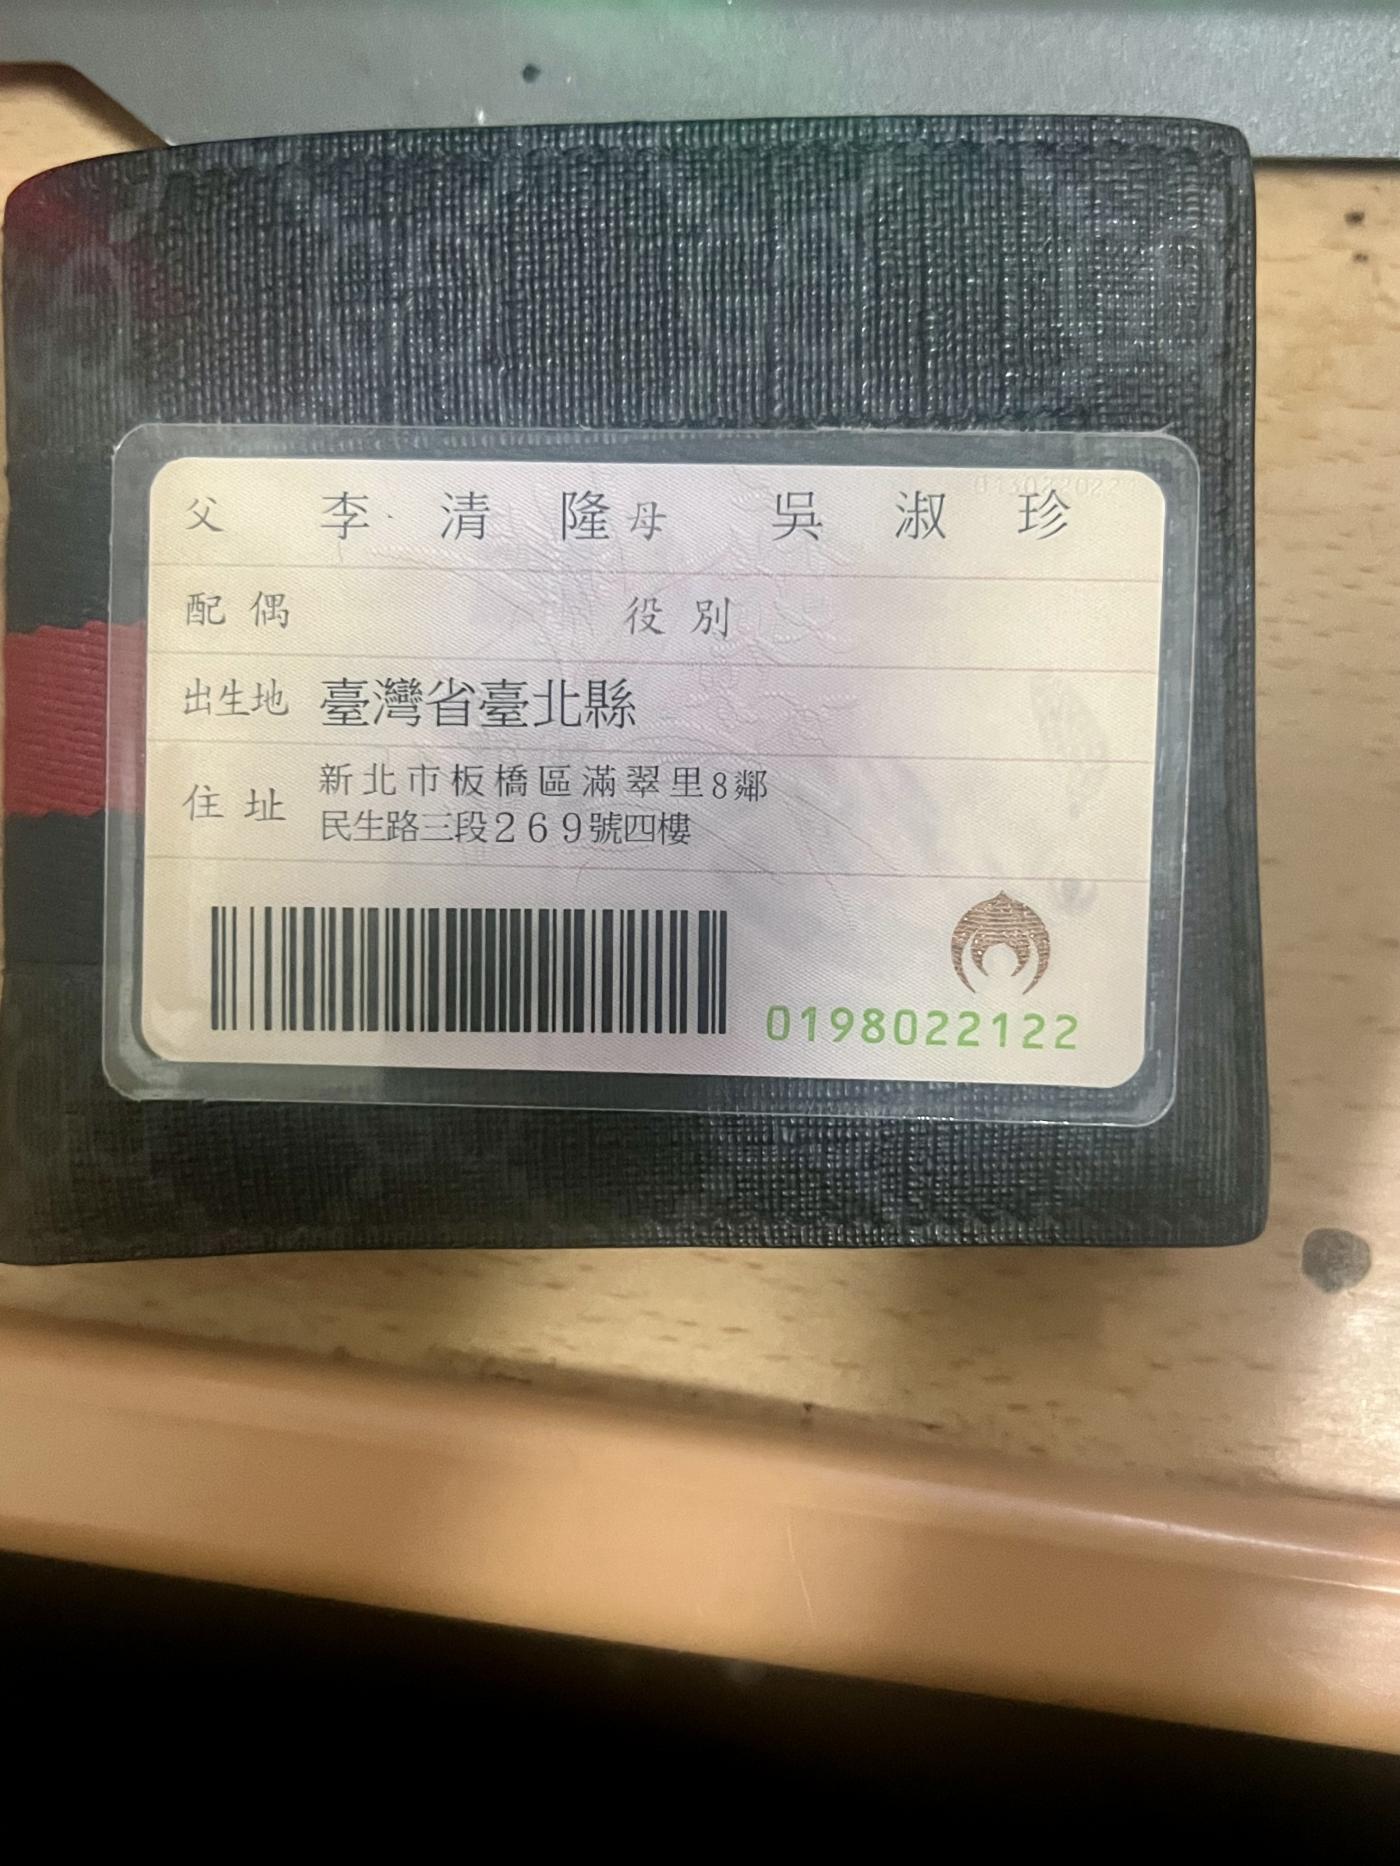 父 李清隆 母 吳淑珍
配偶 役別
出生地 臺灣省臺北縣
住址 新北市板橋區滿翠里8鄰
民生路三段269號四樓
0198022122